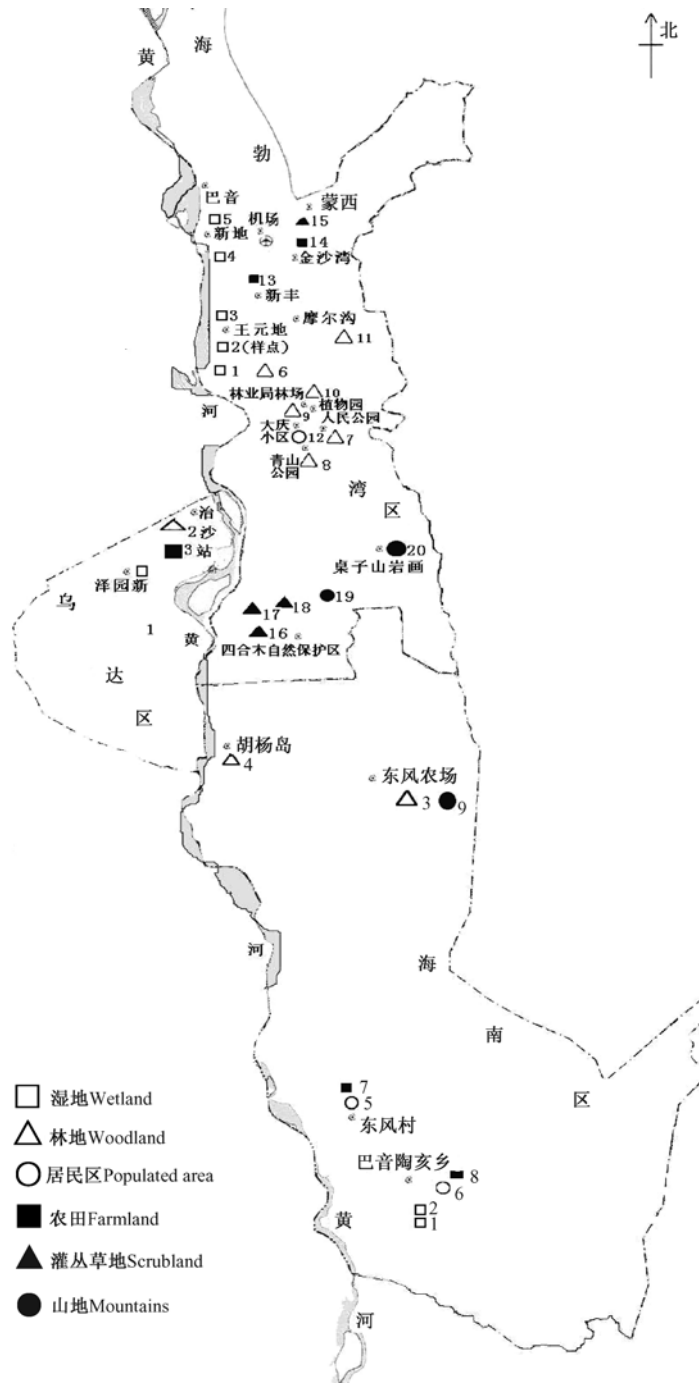 北
海
黄
勃
巴音
蒙西
5
机场
15
新地
14
4
金沙湾
13
新丰
3
摩尔沟
王元地
11
2(样点)
1
6
林业局林场
10
河
9
植物园
大庆
人民公园
小区
12
7
青山
公园
8
湾
区
治
2
沙
3
站
20
桌子山岩画
泽园新
乌
19
18
17
1
黄
16
四合木自然保护区
达
区
胡杨岛
4
东风农场
3
9
河
海
南
区
7
5
东风村
巴音陶亥乡
8
6
2
1
黄
河
湿地Wetland
林地Woodland
居民区Populated area
农田Farmland
灌丛草地Scrubland
山地Mountains